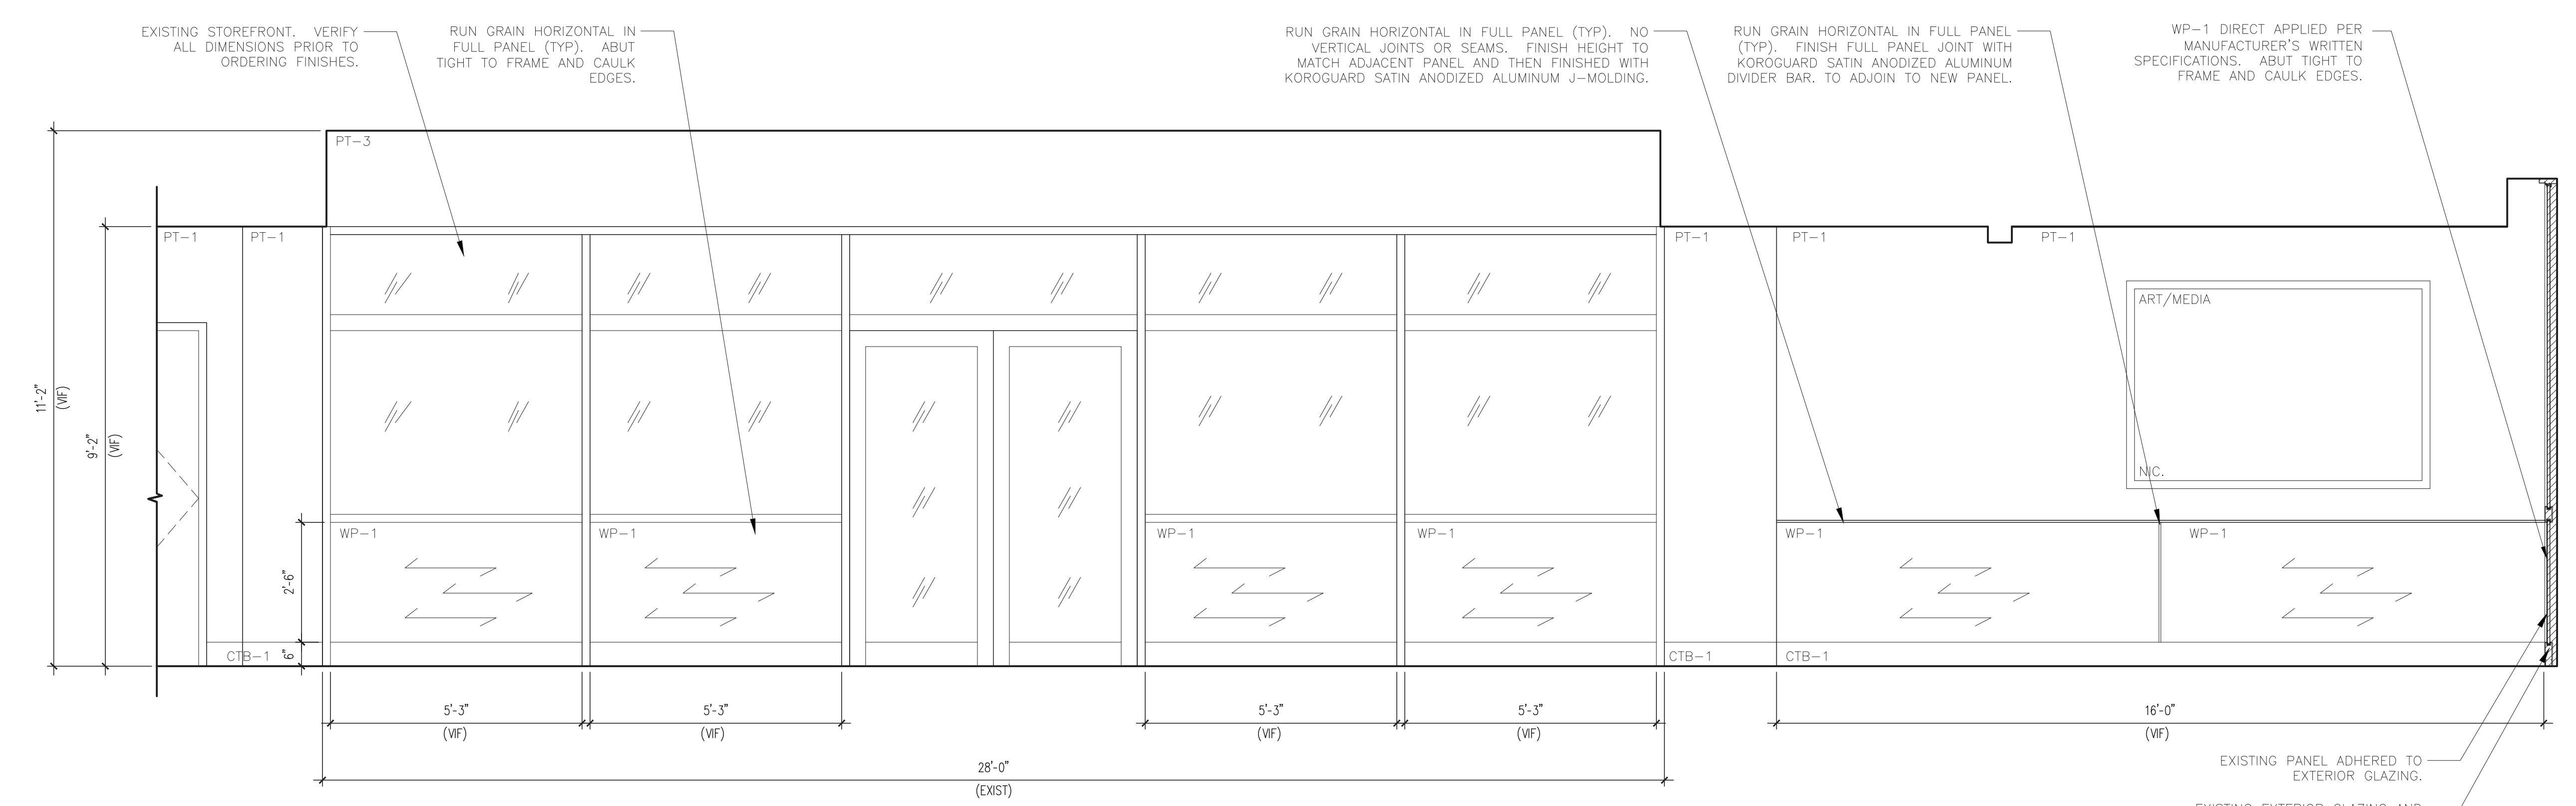 EXISTING STOREFRONT.  VERIFY
ALL DIMENSIONS PRIOR TO
ORDERING FINISHES.
RUN GRAIN HORIZONTAL IN
FULL PANEL (TYP).  ABUT
TIGHT TO FRAME AND CAULK
EDGES.
RUN GRAIN HORIZONTAL IN FULL PANEL (TYP).  NO
VERTICAL JOINTS OR SEAMS.  FINISH HEIGHT TO
MATCH ADJACENT PANEL AND THEN FINISHED WITH
KOROGUARD SATIN ANODIZED ALUMINUM J-MOLDING.
RUN GRAIN HORIZONTAL IN FULL PANEL
(TYP).  FINISH FULL PANEL JOINT WITH
KOROGUARD SATIN ANODIZED ALUMINUM
DIVIDER BAR. TO ADJOIN TO NEW PANEL.
WP-1 DIRECT APPLIED PER
MANUFACTURER'S WRITTEN
SPECIFICATIONS.  ABUT TIGHT TO
FRAME AND CAULK EDGES.
PT-3
PT-1
PT-1
PT-1
PT-1
PT-1
11'-2"
(VIF)
9'-2"
(VIF)
ART/MEDIA
NIC.
WP-1
WP-1
WP-1
WP-1
WP-1
WP-1
2'-6"
6"
CTB-1
CTB-1
CTB-1
5'-3"
(VIF)
5'-3"
(VIF)
5'-3"
(VIF)
5'-3"
(VIF)
16'-0"
(VIF)
28'-0"
(EXIST)
EXISTING PANEL ADHERED TO
EXTERIOR GLAZING.
EXISTING EXTERIOR GLAZING AND